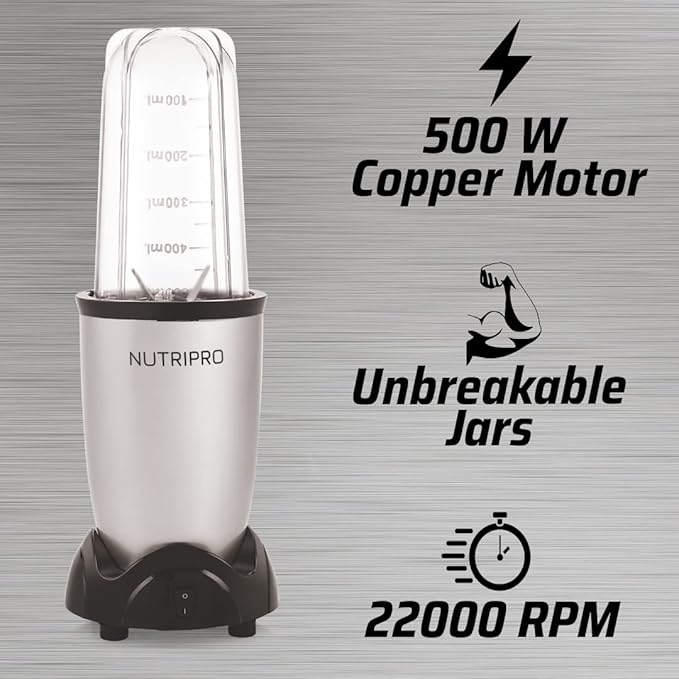 100ml.
200ml.
300ml.
400ml.
NUTRIPRO
O
I
500 W
Copper Motor
Unbreakable
Jars
22000 RPM